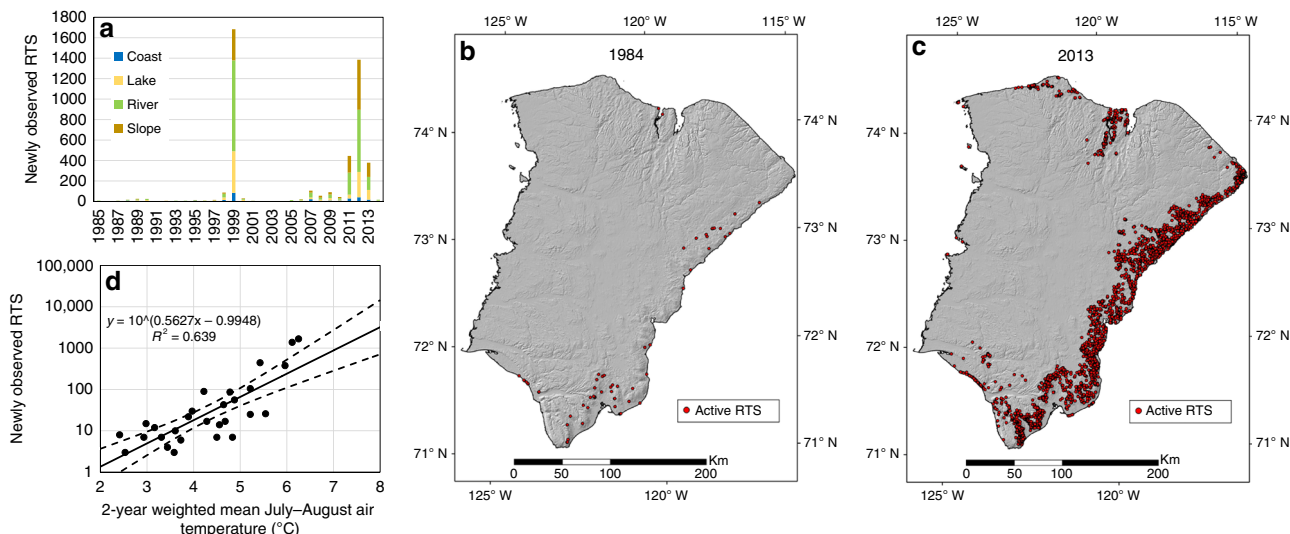 a
Newly observed RTS
1800
1600
1400
1200
1000
800
600
400
200
0
Coast
Lake
River
Slope
1985
1987
1989
1991
1993
1995
1997
1999
2001
2003
2005
2007
2009
2011
2013
b
1984
125° W
120° W
115° W
74° N
73° N
72° N
71° N
Active RTS
Km
0 50 100 200
125° W
120° W
c
2013
125° W
120° W
115° W
74° N
73° N
72° N
71° N
Active RTS
Km
0 50 100 200
125° W
120° W
d
Newly observed RTS
100,000
10,000
1000
100
10
1
y = 10^(0.5627x – 0.9948)
R² = 0.639
2 3 4 5 6 7 8
2-year weighted mean July–August air
temperature (°C)